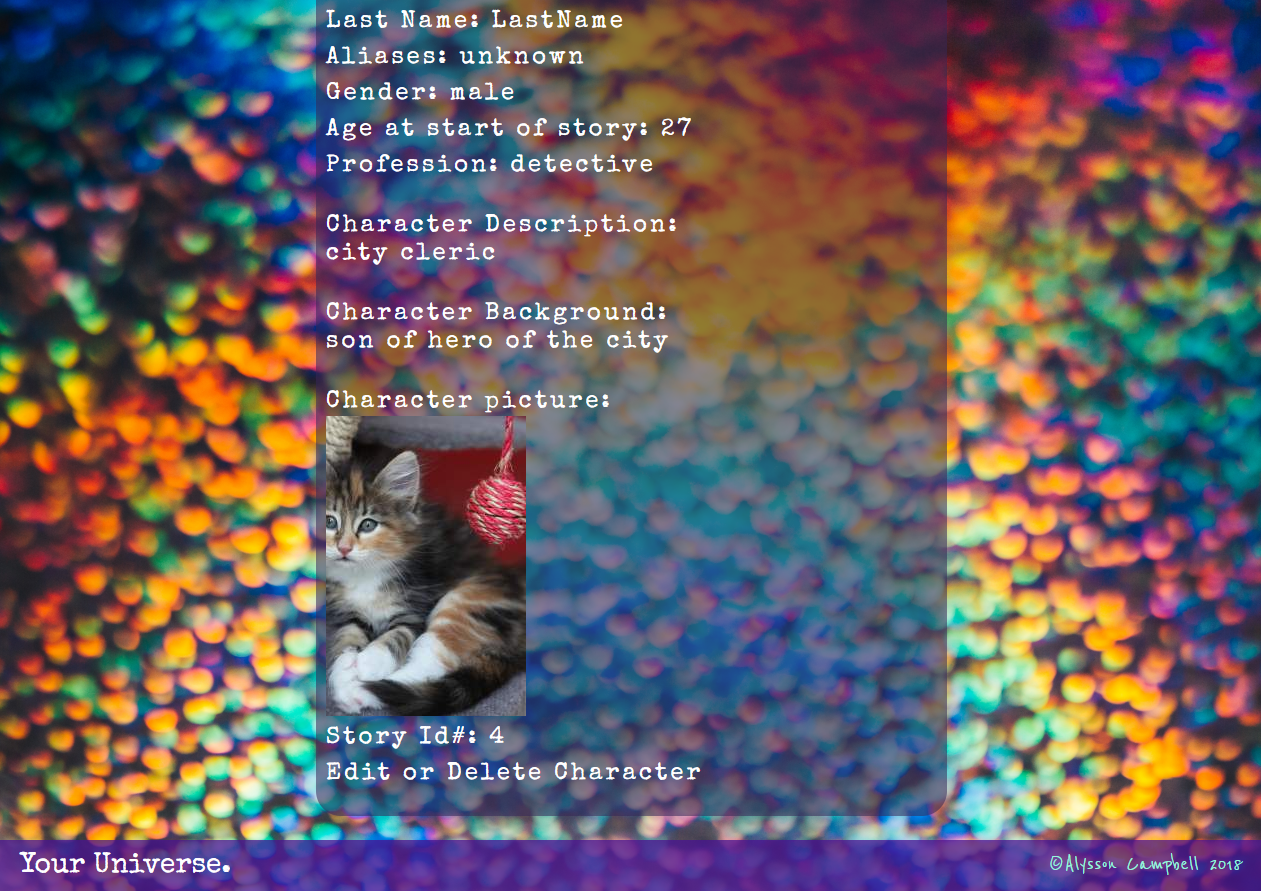 Last Name: LastName
Aliases: unknown
Gender: male
Age at start of story: 27
Profession: detective
Character Description:
city cleric
Character Background:
son of hero of the city
Character picture:
Story Id#: 4
Edit or Delete Character
Your Universe.
©Alysson Campbell 2018